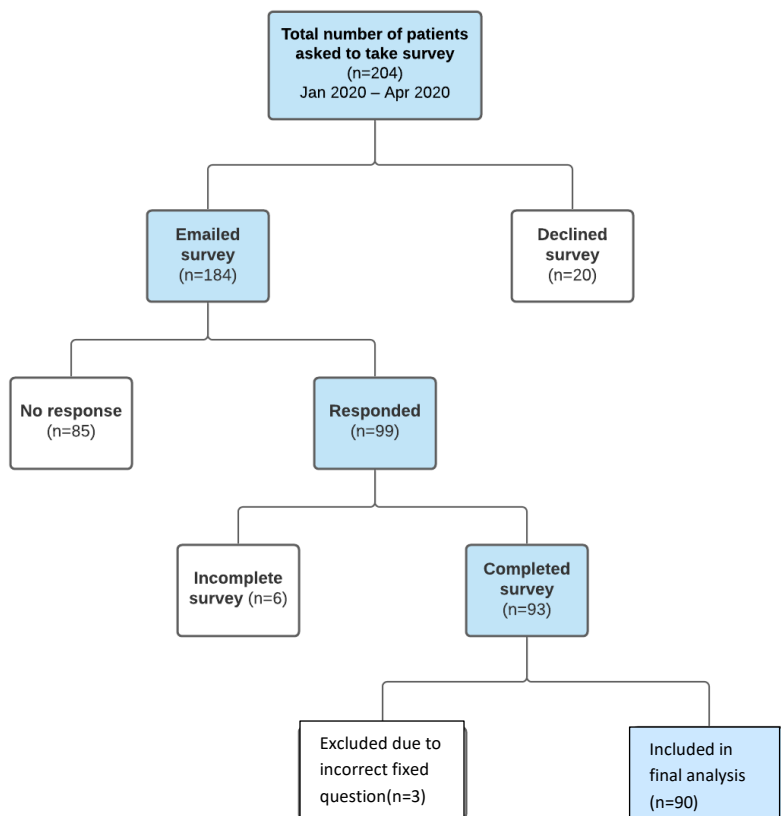 Total number of patients
asked to take survey
(n=204)
Jan 2020 – Apr 2020
Emailed
survey
(n=184)
Declined
survey
(n=20)
No response
(n=85)
Responded
(n=99)
Incomplete
survey (n=6)
Completed
survey
(n=93)
Excluded due to
incorrect fixed
question(n=3)
Included in
final analysis
(n=90)